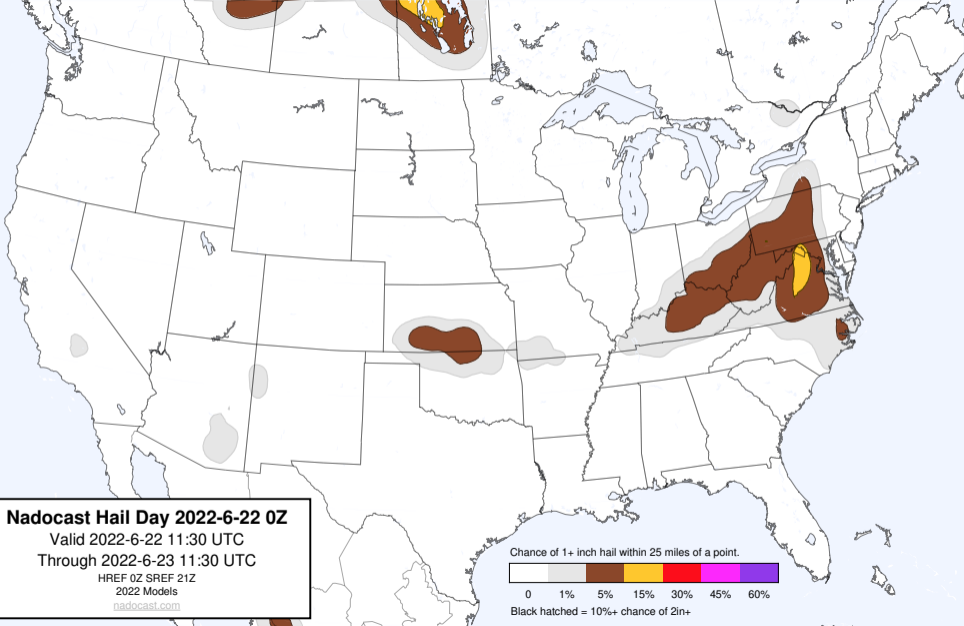 Nadocast Hail Day 2022-6-22 0Z
Valid 2022-6-22 11:30 UTC
Through 2022-6-23 11:30 UTC
HREF 0Z SREF 21Z
2022 Models
nadocast.com
Chance of 1+ inch hail within 25 miles of a point.
0 1% 5% 15% 30% 45% 60%
Black hatched = 10%+ chance of 2in+